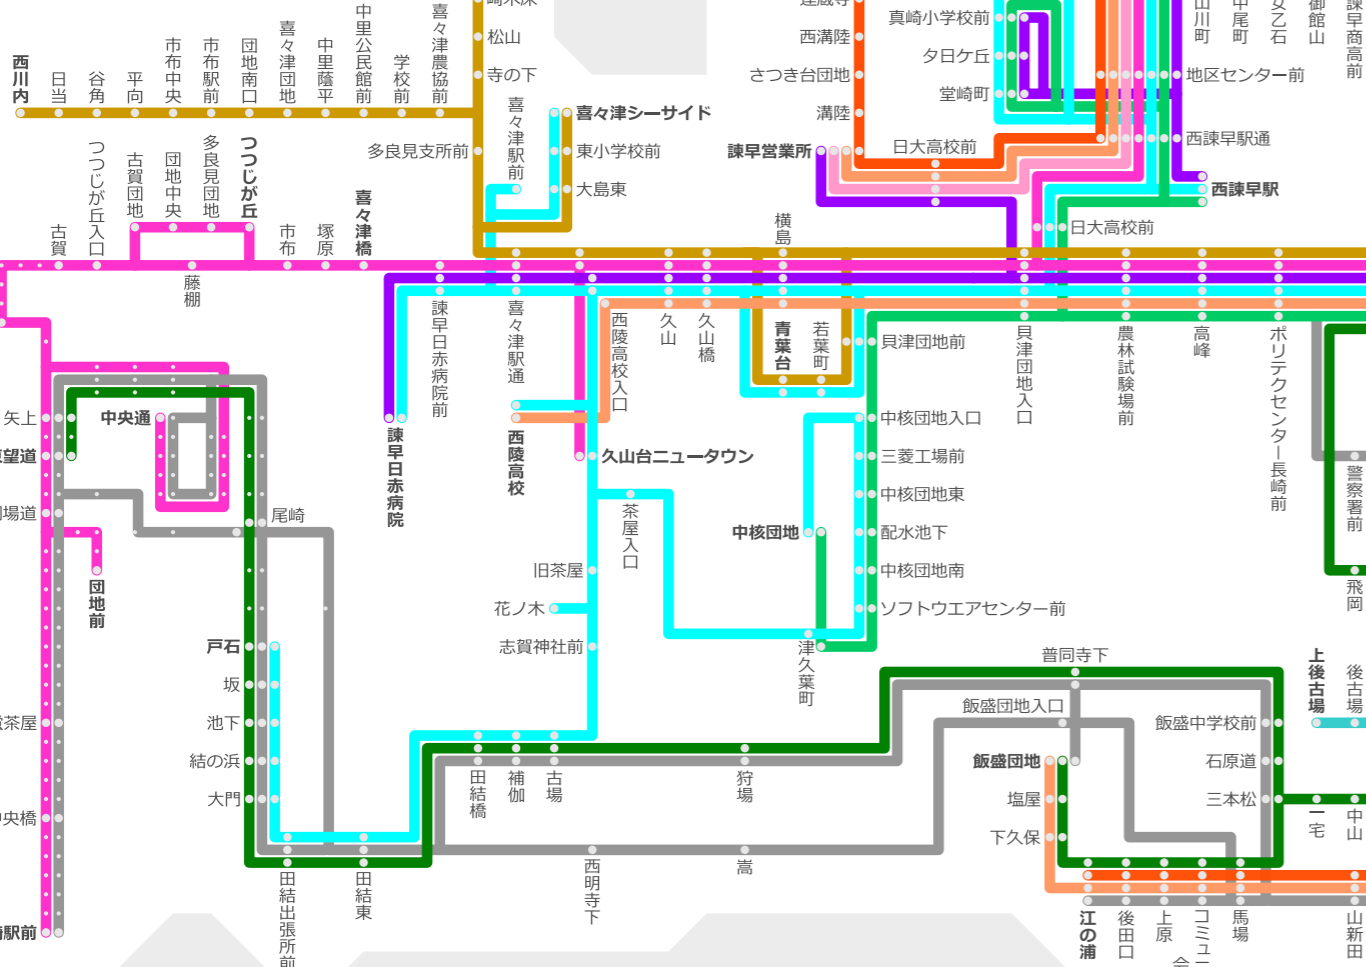 松山
寺の下
西川内
日当
谷角
平向
市布中央
市布駅前
団地南口
喜々津団地
中里蔭平
中里公民館前
学校前
喜々津農協前
多良見支所前
喜々津駅前
喜々津シーサイド
東小学校前
大島東
つつじが丘入口
古賀団地
団地中央
多良見団地
つつじが丘
古賀
藤棚
市布
塚原
喜々津橋
西溝陸
さつき台団地
溝陸
諫早営業所
日大高校前
真崎小学校前
夕日ケ丘
堂崎町
山川町
中尾町
女乙石
御館山
諫早商高前
地区センター前
西諫早駅通
西諫早駅
日大高校前
横島
諫早日赤病院前
喜々津駅通
西陵高校入口
久山
久山橋
青葉台
若葉町
貝津団地前
貝津団地入口
農林試験場前
高峰
ポリテクセンター長崎前
警察署前
飛岡
矢上
中央通
望道
場道
尾崎
団地前
諫早日赤病院
西陵高校
久山台ニュータウン
茶屋入口
旧茶屋
花ノ木
志賀神社前
中核団地
中核団地入口
三菱工場前
中核団地東
配水池下
中核団地南
ソフトウエアセンター前
津久葉町
戸石
坂
池下
結の浜
大門
茶屋
央橋
駅前
田結出張所前
田結東
田結橋
補伽
古場
狩場
西明寺下
嵩
普同寺下
飯盛団地入口
飯盛団地
塩屋
下久保
飯盛中学校前
石原道
三本松
上後古場
後古場
一宅
中山
江の浦
後田口
上原
コミュー
会
馬場
山新田